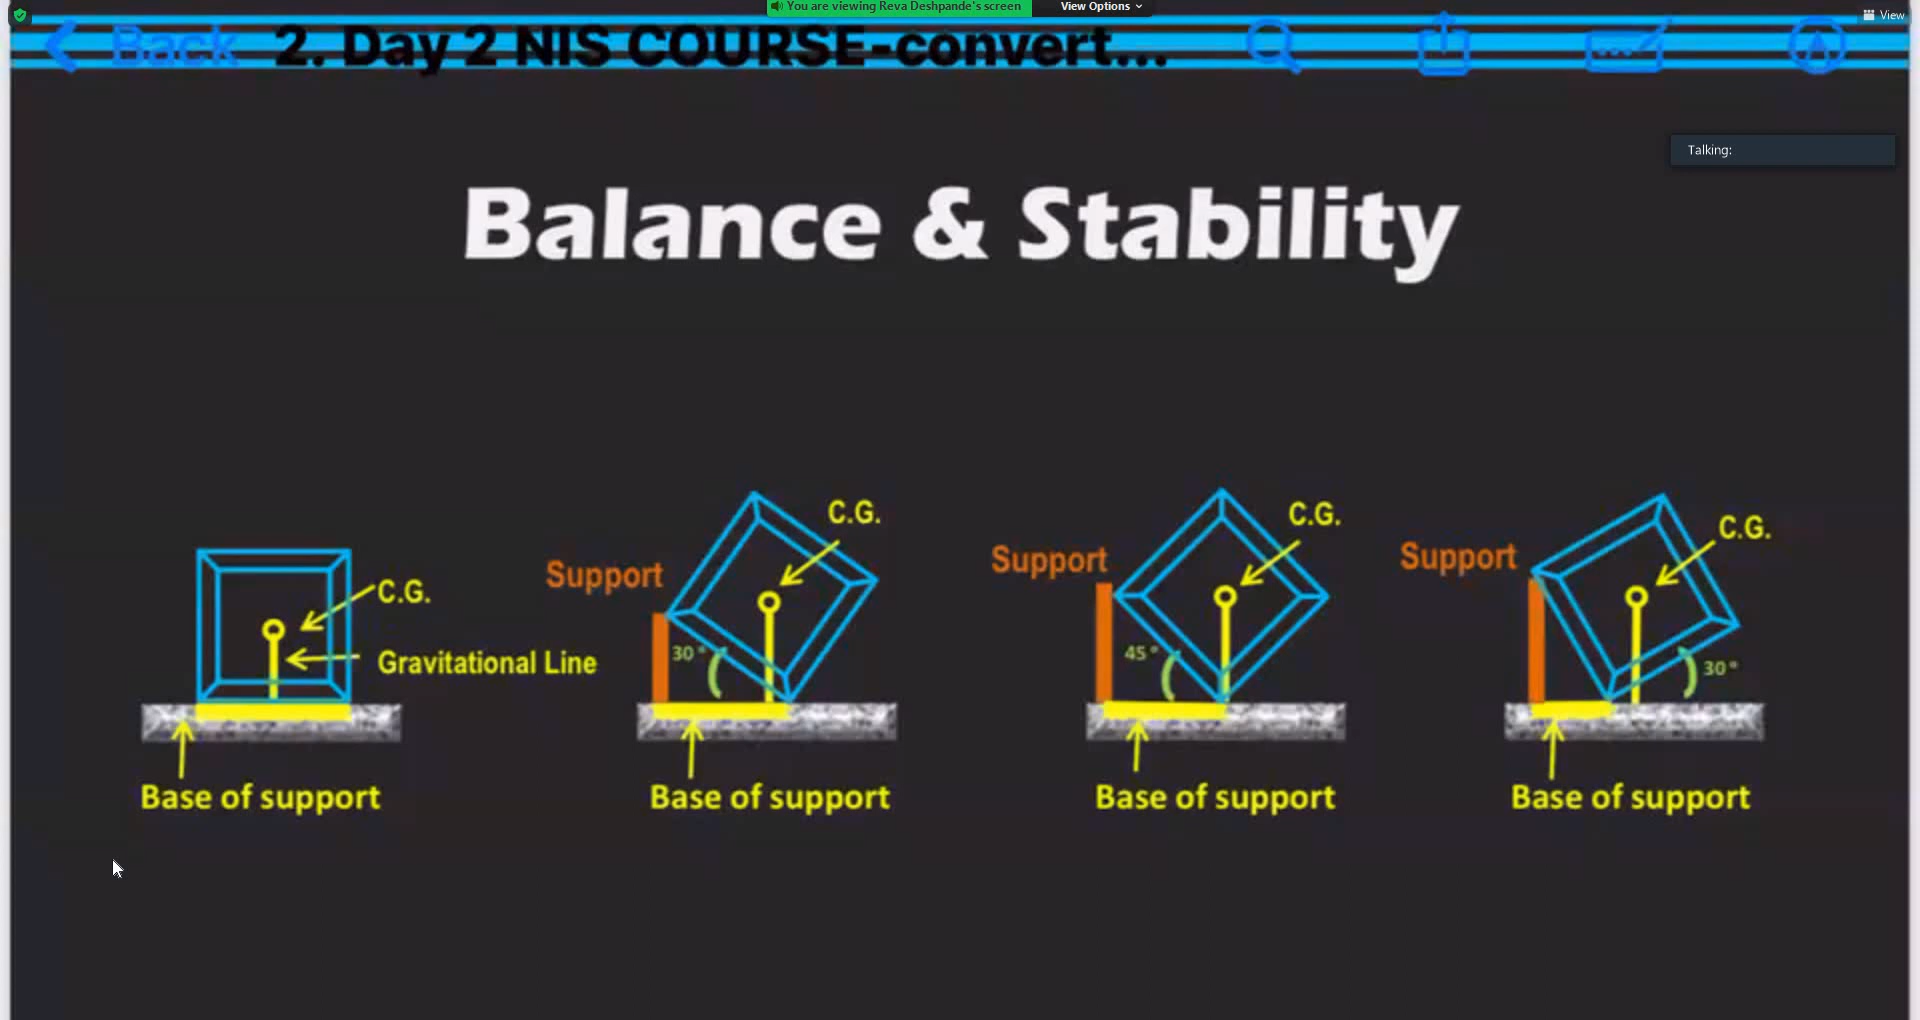 You are viewing Reva Deshpande's screen
View Options
View
Back
2. Day 2 NIS COURSE-convert...
Talking:
Balance & Stability
C.G.
Gravitational Line
Base of support
Support
C.G.
30°
Base of support
Support
C.G.
45°
Base of support
Support
C.G.
30°
Base of support